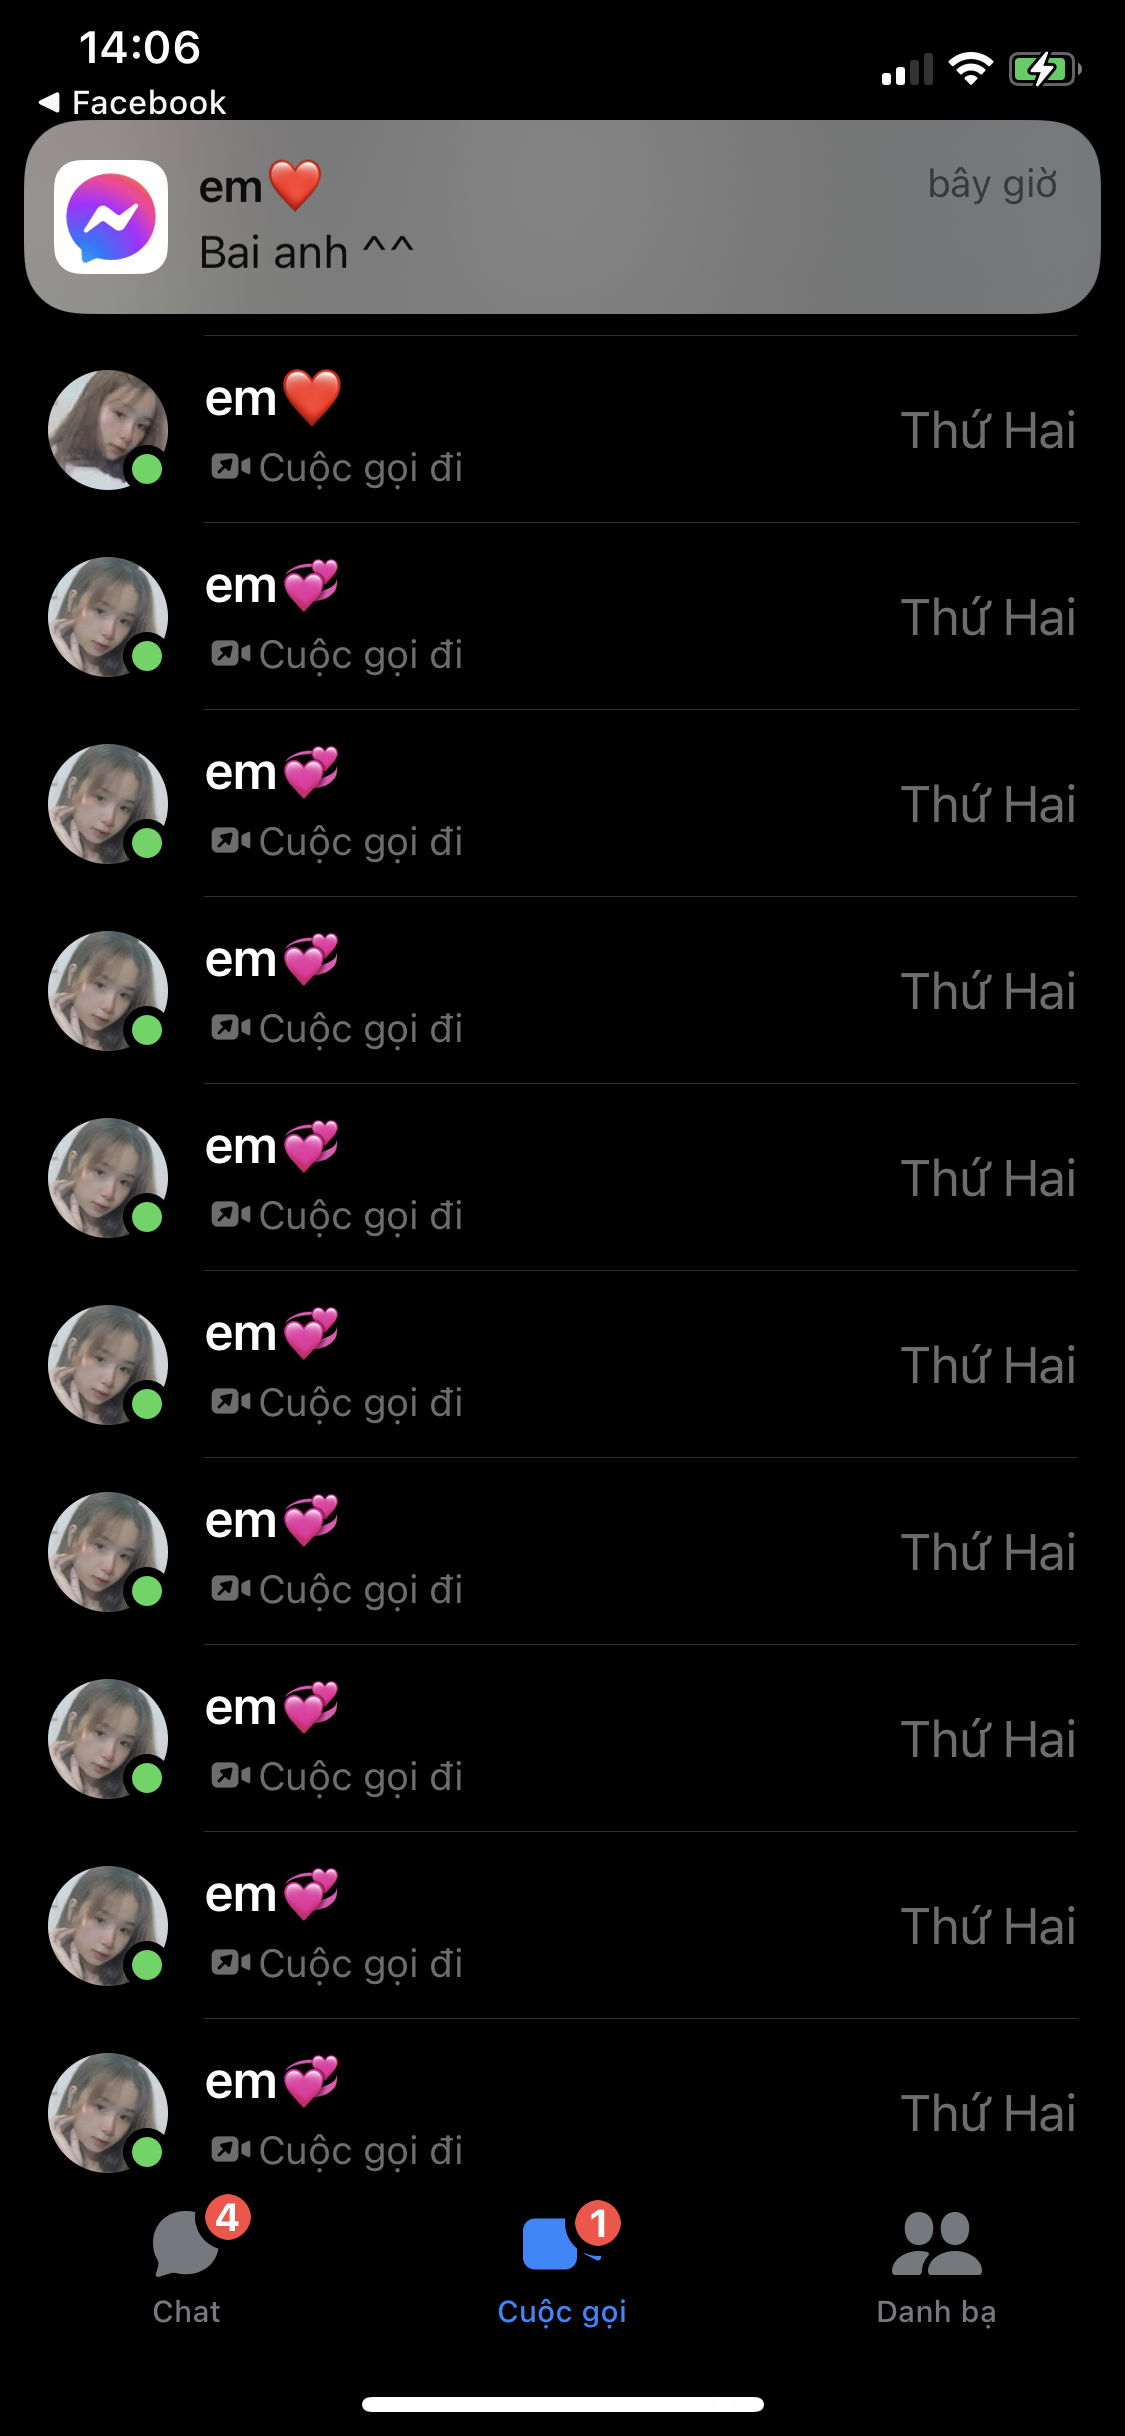 14:06
Facebook
em❤️
bây giờ
Bai anh ^^
em❤️
Cuộc gọi đi
Thứ Hai
em💞
Cuộc gọi đi
Thứ Hai
em💞
Cuộc gọi đi
Thứ Hai
em💞
Cuộc gọi đi
Thứ Hai
em💞
Cuộc gọi đi
Thứ Hai
em💞
Cuộc gọi đi
Thứ Hai
em💞
Cuộc gọi đi
Thứ Hai
em💞
Cuộc gọi đi
Thứ Hai
em💞
Cuộc gọi đi
Thứ Hai
em💞
Cuộc gọi đi
Thứ Hai
4
1
Chat
Cuộc gọi
Danh bạ